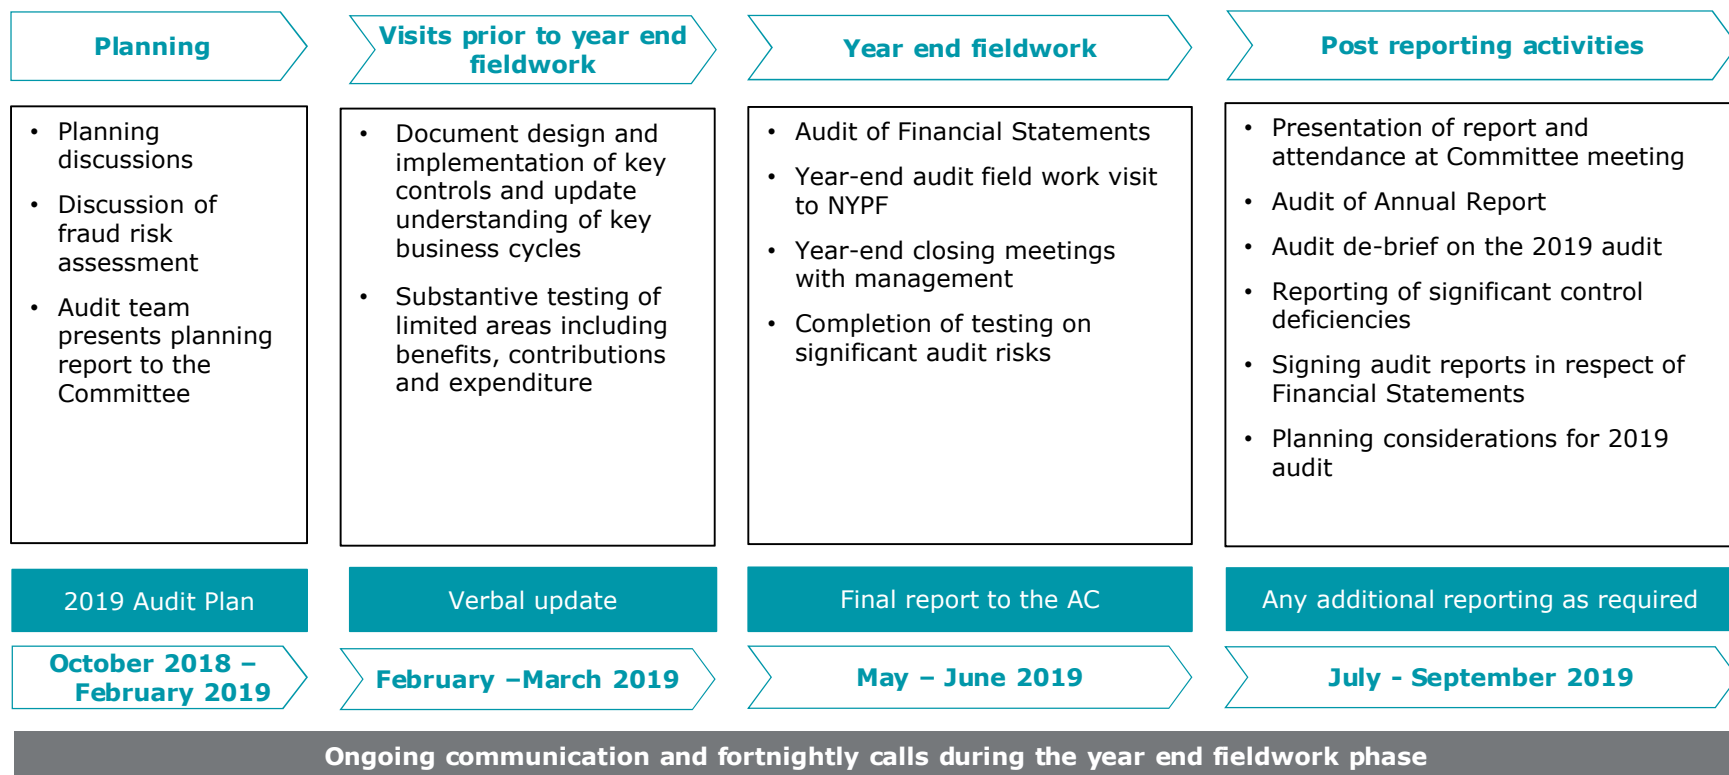 Planning
Visits prior to year end
fieldwork
Year end fieldwork
Post reporting activities
• Planning
discussions
• Discussion of
fraud risk
assessment
• Audit team
presents planning
report to the
Committee
• Document design and
implementation of key
controls and update
understanding of key
business cycles
• Substantive testing of
limited areas including
benefits, contributions
and expenditure
• Audit of Financial Statements
• Year-end audit field work visit
to NYPF
• Year-end closing meetings
with management
• Completion of testing on
significant audit risks
• Presentation of report and
attendance at Committee meeting
• Audit of Annual Report
• Audit de-brief on the 2019 audit
• Reporting of significant control
deficiencies
• Signing audit reports in respect of
Financial Statements
• Planning considerations for 2019
audit
2019 Audit Plan
Verbal update
Final report to the AC
Any additional reporting as required
October 2018 –
February 2019
February –March 2019
May – June 2019
July - September 2019
Ongoing communication and fortnightly calls during the year end fieldwork phase